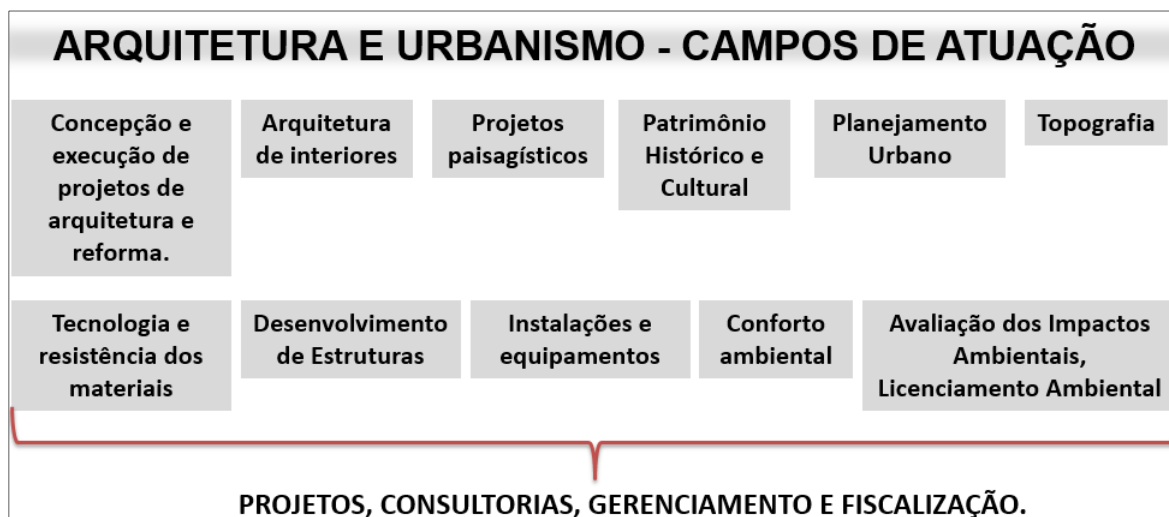 ARQUITETURA E URBANISMO - CAMPOS DE ATUAÇÃO
Concepção e
execução de
projetos de
arquitetura e
reforma.
Arquitetura
de interiores
Projetos
paisagísticos
Patrimônio
Histórico e
Cultural
Planejamento
Urbano
Topografia
Tecnologia e
resistência dos
materiais
Desenvolvimento
de Estruturas
Instalações e
equipamentos
Conforto
ambiental
Avaliação dos Impactos
Ambientais,
Licenciamento Ambiental
PROJETOS, CONSULTORIAS, GERENCIAMENTO E FISCALIZAÇÃO.